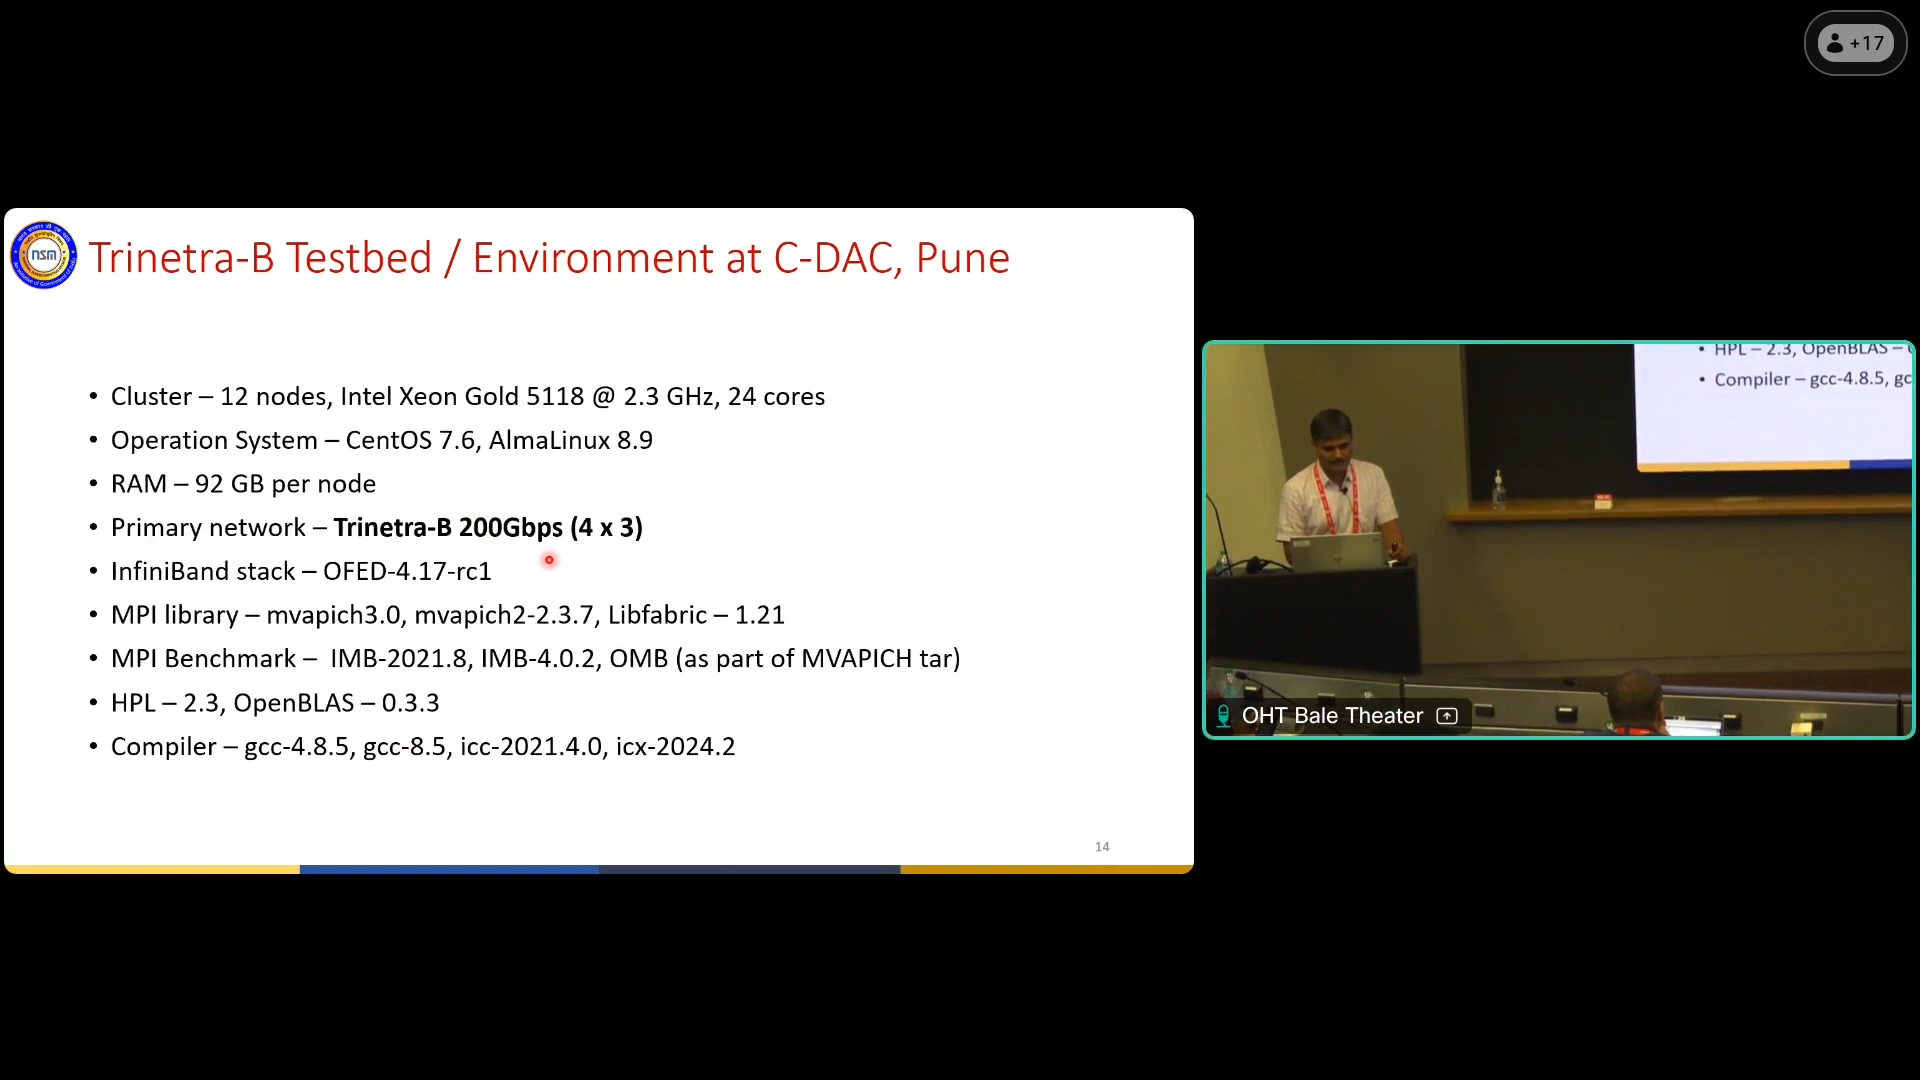 +17
nsm
Trinetra-B Testbed / Environment at C-DAC, Pune
• Cluster – 12 nodes, Intel Xeon Gold 5118 @ 2.3 GHz, 24 cores
• Operation System – CentOS 7.6, AlmaLinux 8.9
• RAM – 92 GB per node
• Primary network – Trinetra-B 200Gbps (4 x 3)
• InfiniBand stack – OFED-4.17-rc1
• MPI library – mvapich3.0, mvapich2-2.3.7, Libfabric – 1.21
• MPI Benchmark – IMB-2021.8, IMB-4.0.2, OMB (as part of MVAPICH tar)
• HPL – 2.3, OpenBLAS – 0.3.3
• Compiler – gcc-4.8.5, gcc-8.5, icc-2021.4.0, icx-2024.2
14
• HPL – 2.3, OpenBLAS –
• Compiler – gcc-4.8.5, gc
OHT Bale Theater